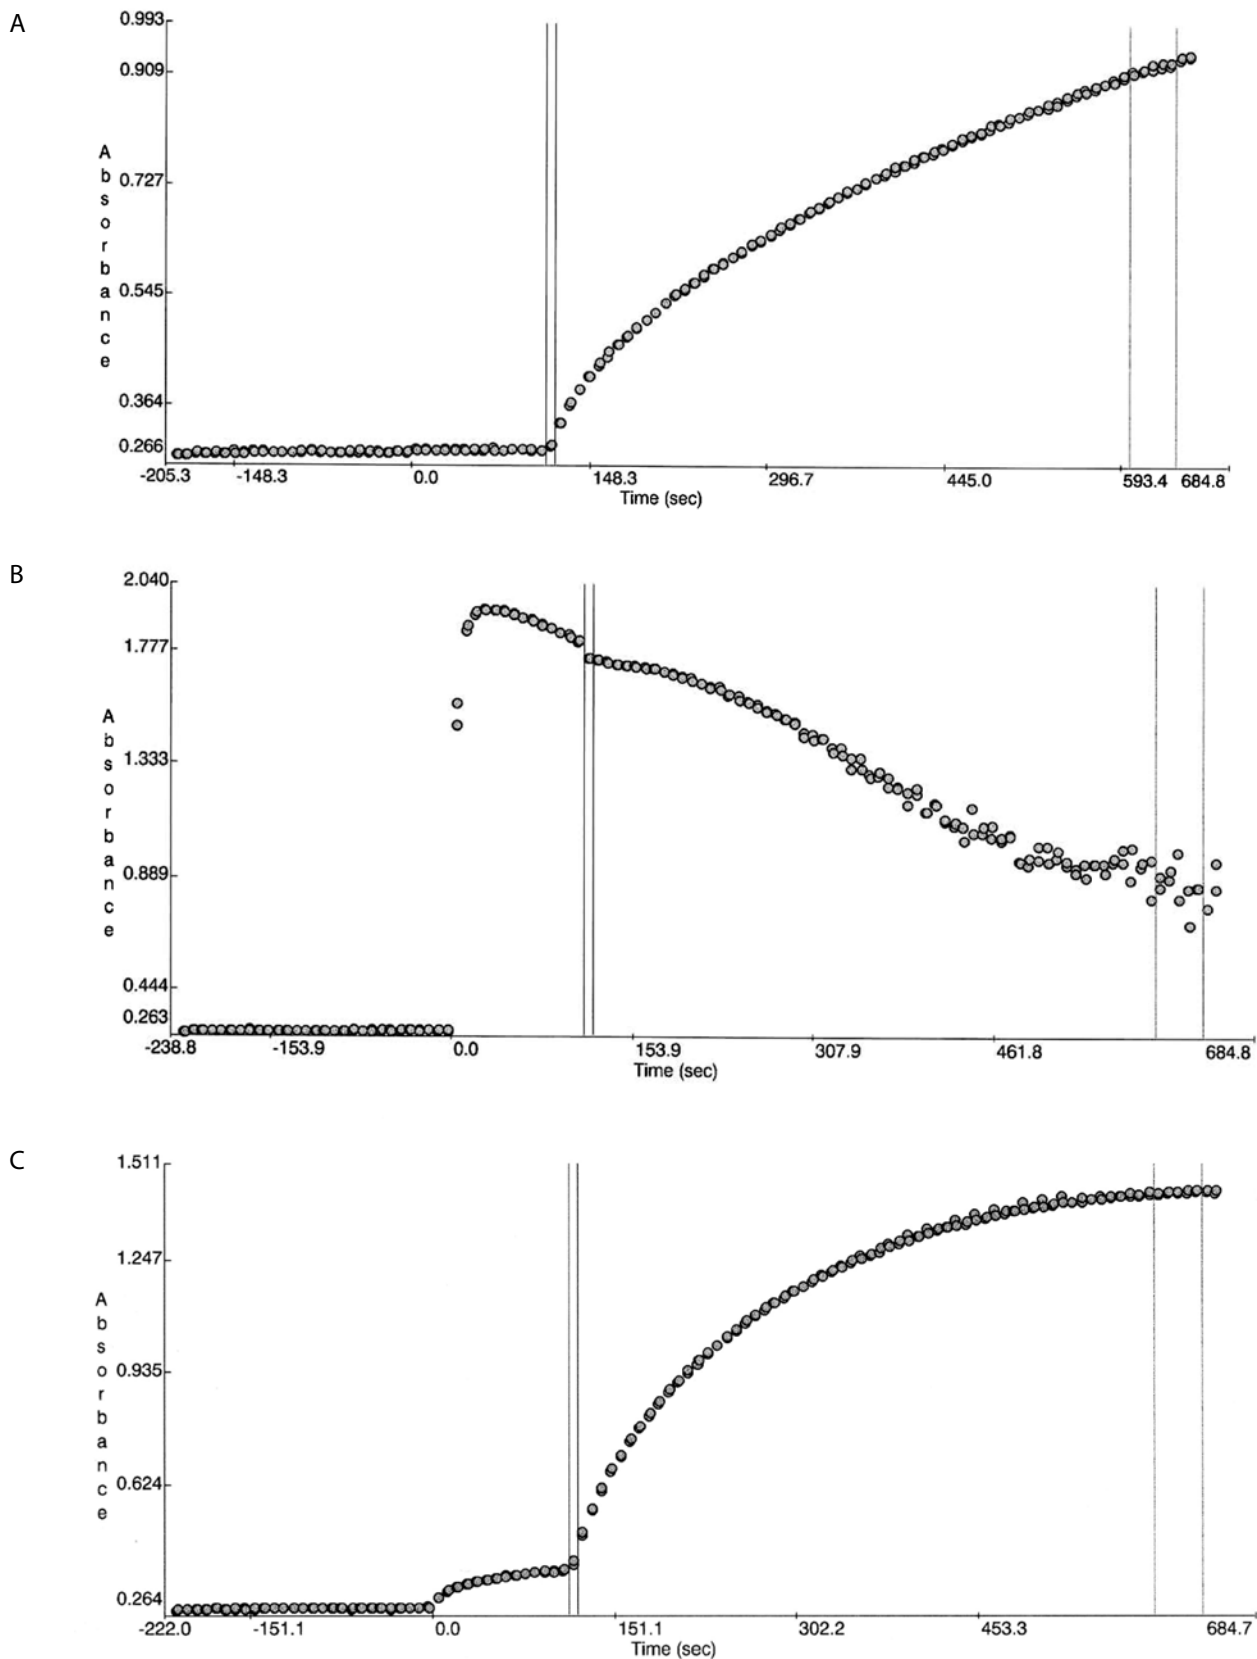 A
0.993
0.909
Absorbance
0.727
0.545
0.364
0.266
-205.3 -148.3 0.0 148.3 296.7 445.0 593.4 684.8
Time (sec)
B
2.040
1.777
Absorbance
1.333
0.889
0.444
0.263
-238.8 -153.9 0.0 153.9 307.9 461.8 684.8
Time (sec)
C
1.511
1.247
Absorbance
0.935
0.624
0.264
-222.0 -151.1 0.0 151.1 302.2 453.3 684.7
Time (sec)